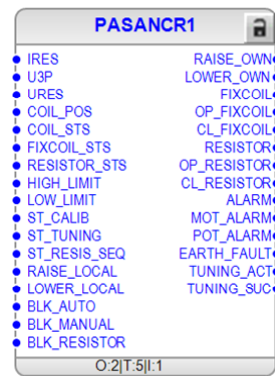 PASANCR1
IRES RAISE_OWN
U3P LOWER_OWN
URES FIXCOIL
COIL_POS OP_FIXCOIL
COIL_STS CL_FIXCOIL
FIXCOIL_STS RESISTOR
RESISTOR_STS OP_RESISTOR
HIGH_LIMIT CL_RESISTOR
LOW_LIMIT ALARM
ST_CALIB MOT_ALARM
ST_TUNING POT_ALARM
ST_RESIS_SEQ EARTH_FAULT
RAISE_LOCAL TUNING_ACT
LOWER_LOCAL TUNING_SUC
BLK_AUTO
BLK_MANUAL
BLK_RESISTOR
O:2|T:5|I:1